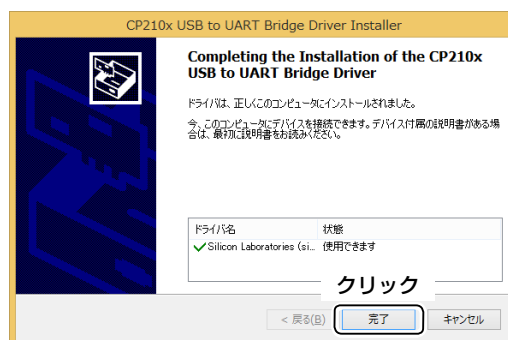 CP210x USB to UART Bridge Driver Installer
Completing the Installation of the CP210x
USB to UART Bridge Driver
ドライバは、正しくこのコンピュータにインストールされました。
今、このコンピュータにデバイスを接続できます。デバイス付属の説明書がある場
合は、最初に説明書をお読みください。
ドライバ名 状態
Silicon Laboratories (si... 使用できます
クリック
< 戻る(B) 完了 キャンセル